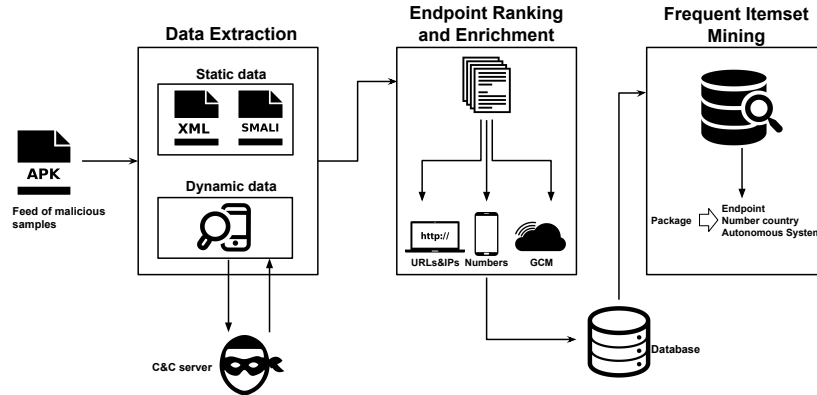 Data Extraction
Endpoint Ranking
and Enrichment
Frequent Itemset
Mining
Static data
XML
SMALI
APK
Feed of malicious
samples
Dynamic data
C&C server
http://
URLs&IPs
Numbers
GCM
Database
Package
Endpoint
Number country
Autonomous System